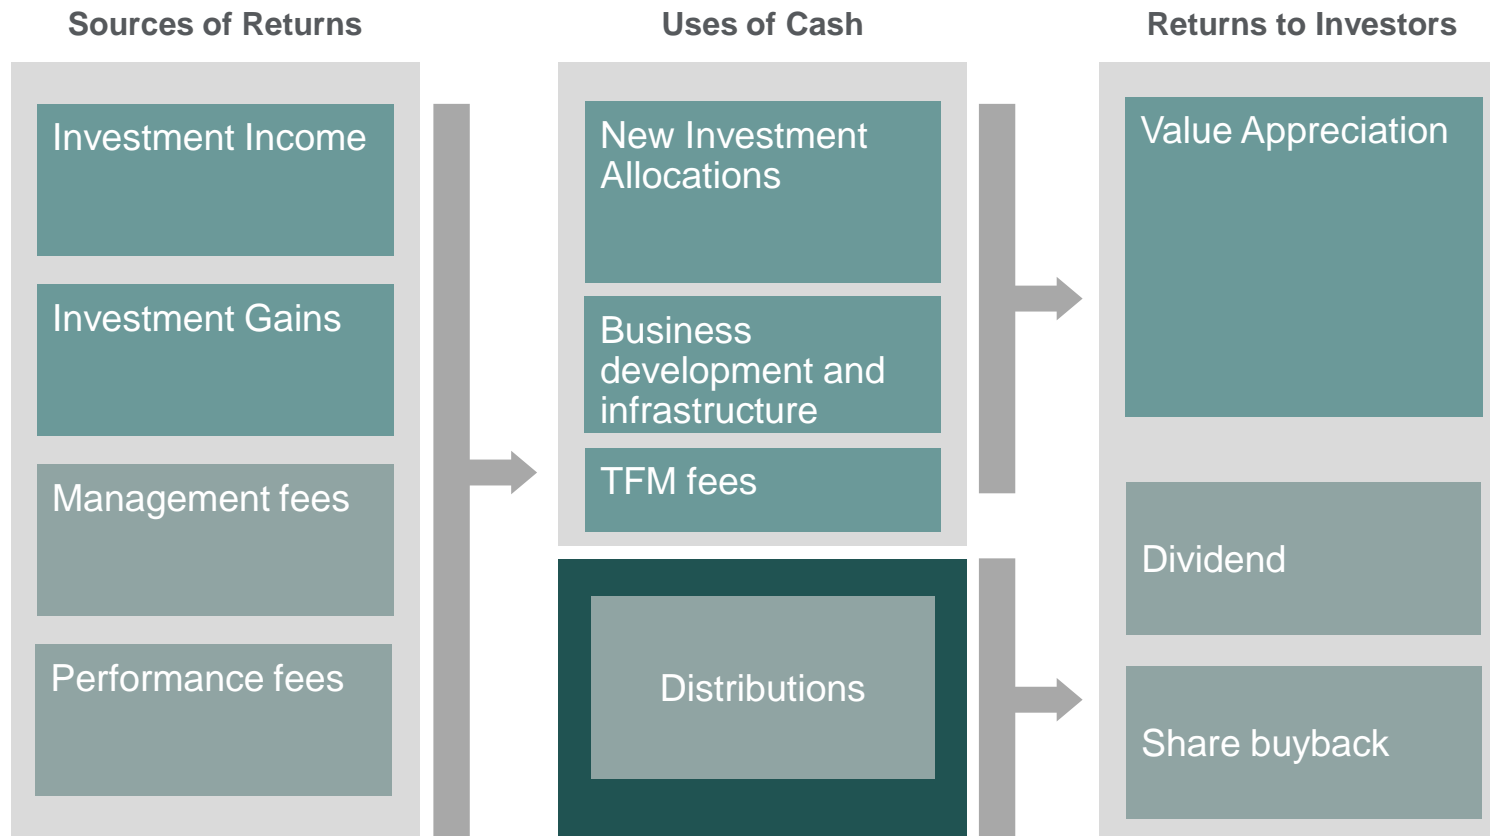 Sources of Returns
Investment Income
Investment Gains
Management fees
Performance fees
Uses of Cash
New Investment
Allocations
Business
development and
infrastructure
TFM fees
Distributions
Returns to Investors
Value Appreciation
Dividend
Share buyback